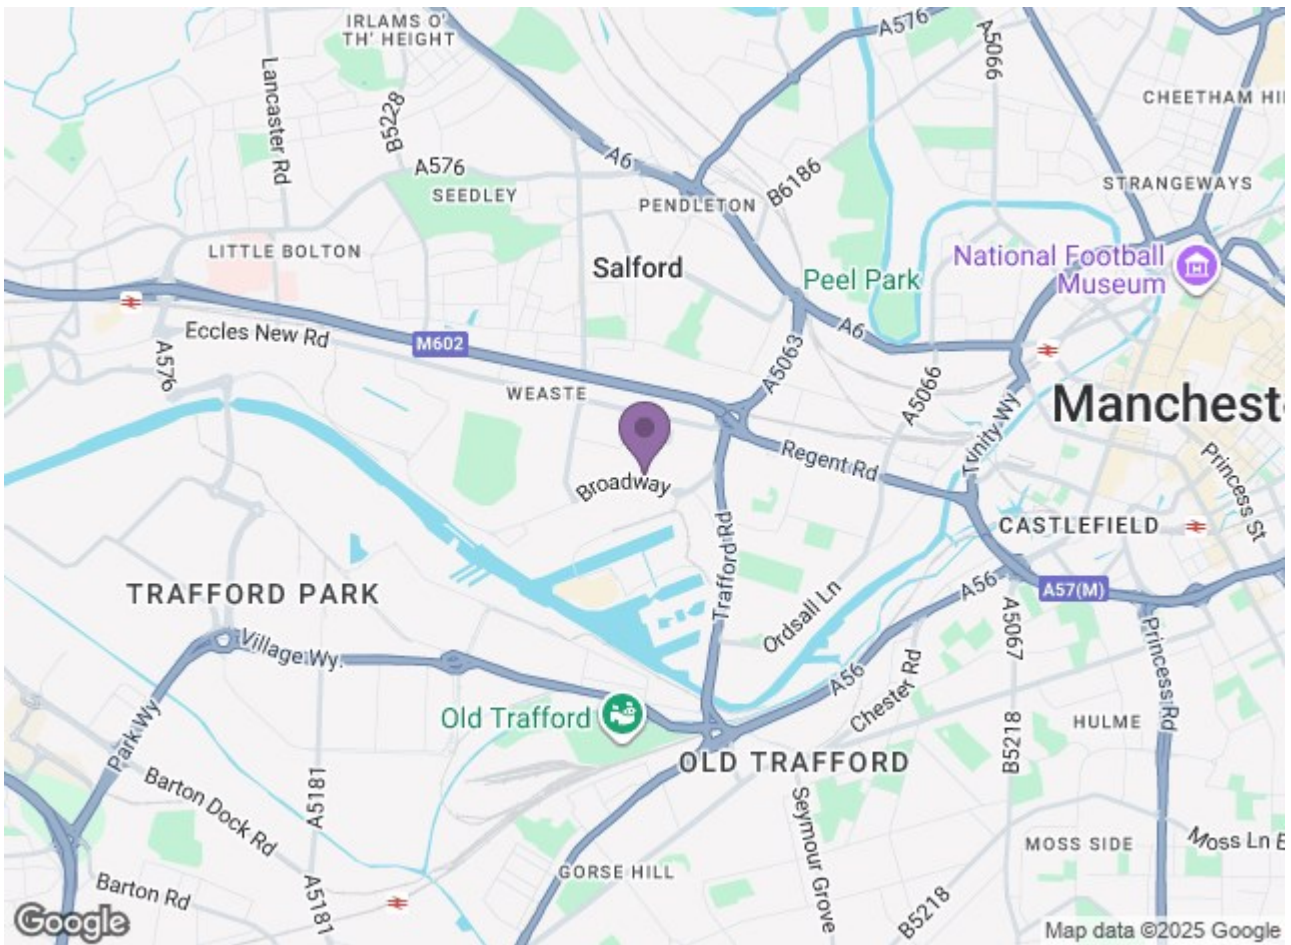 IRLAMS O'
TH' HEIGHT
A576
A5066
Lancaster Rd
B5228
CHEETHAM HI
A6
A576
SEEDLEY
B6186
PENDLETON
STRANGEWAYS
LITTLE BOLTON
Salford
Peel Park
National Football
Museum
Eccles New Rd
M602
A6
A576
A5063
WEASTE
A5066
Manchest
Trinity Wy
Regent Rd
Princess St
Broadway
CASTLEFIELD
Trafford Rd
TRAFFORD PARK
A56
A57(M)
Ordsall Ln
A5067
Village Wy.
A56
Chester Rd
Princess Rd
Old Trafford
Park Wy
HULME
B5218
OLD TRAFFORD
Barton Dock Rd
A5181
Seymour Grove
MOSS SIDE
Moss Ln E
GORSE HILL
Barton Rd
A5181
B5218
Google
Map data ©2025 Google